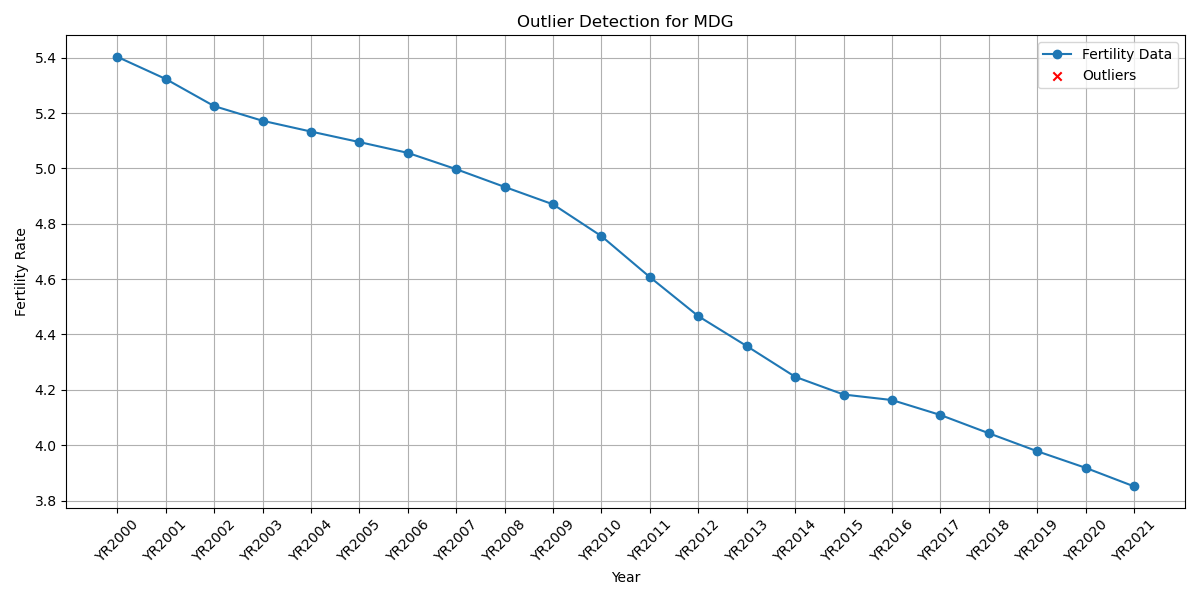 Outlier Detection for MDG
Fertility Data
Outliers
Fertility Rate
5.4
5.2
5.0
4.8
4.6
4.4
4.2
4.0
3.8
YR2000
YR2001
YR2002
YR2003
YR2004
YR2005
YR2006
YR2007
YR2008
YR2009
YR2010
YR2011
YR2012
YR2013
YR2014
YR2015
YR2016
YR2017
YR2018
YR2019
YR2020
YR2021
Year